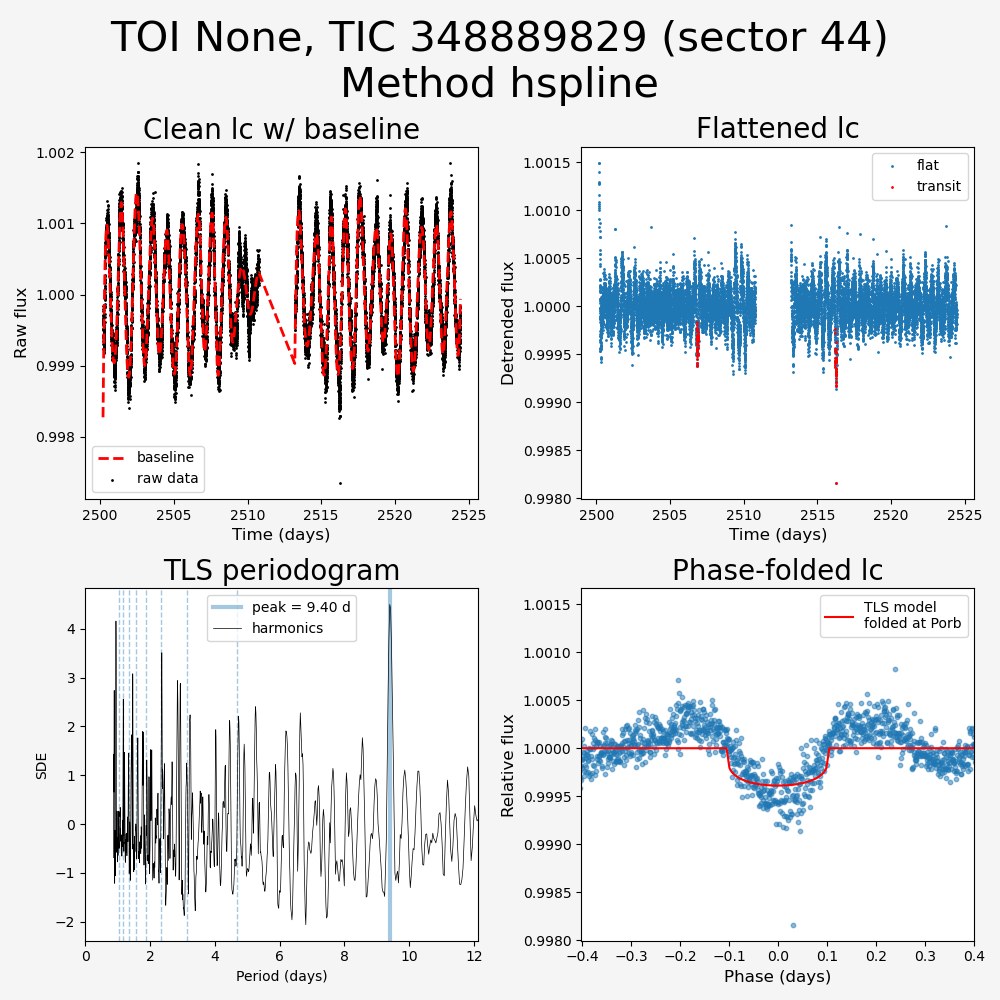 TOI None, TIC 348889829 (sector 44)
Method hspline
Clean lc w/ baseline
Raw flux
1.002
1.001
1.000
0.999
0.998
baseline
raw data
2500
2505
2510
2515
2520
2525
Time (days)
Flattened lc
Detrended flux
1.0015
1.0010
1.0005
1.0000
0.9995
0.9990
0.9985
0.9980
flat
transit
2500
2505
2510
2515
2520
2525
Time (days)
TLS periodogram
SDE
4
3
2
1
0
−1
−2
peak = 9.40 d
harmonics
0
2
4
6
8
10
12
Period (days)
Phase-folded lc
Relative flux
1.0015
1.0010
1.0005
1.0000
0.9995
0.9990
0.9985
0.9980
TLS model
folded at Porb
−0.4
−0.3
−0.2
−0.1
0.0
0.1
0.2
0.3
0.4
Phase (days)